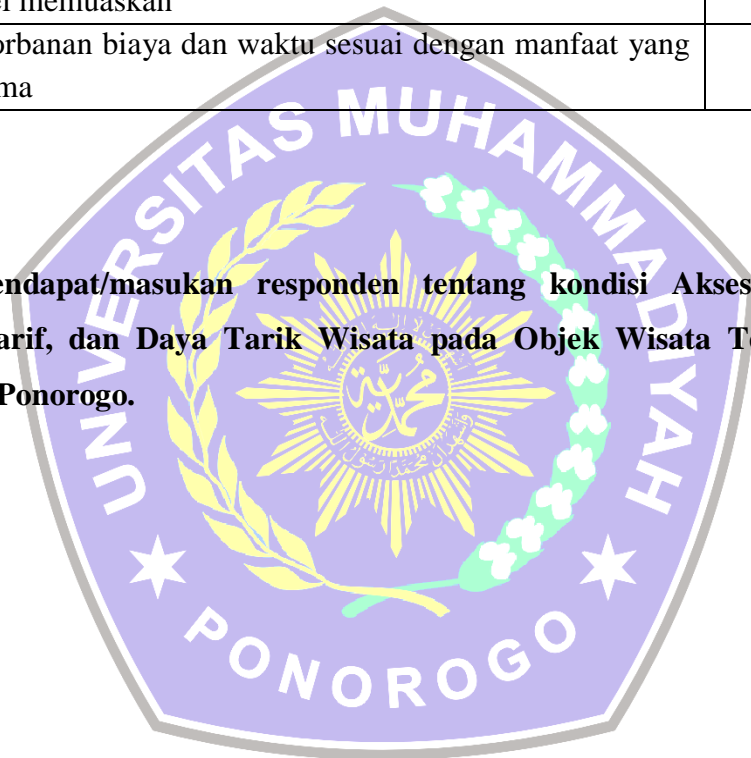 memuaskan
orbanan biaya dan waktu sesuai dengan manfaat yang
ma
endapat/masukan responden tentang kondisi Akses
arif, dan Daya Tarik Wisata pada Objek Wisata T
Ponorogo.
UNIVERSITAS MUHAMMADIYAH
PONOROGO
محمدية